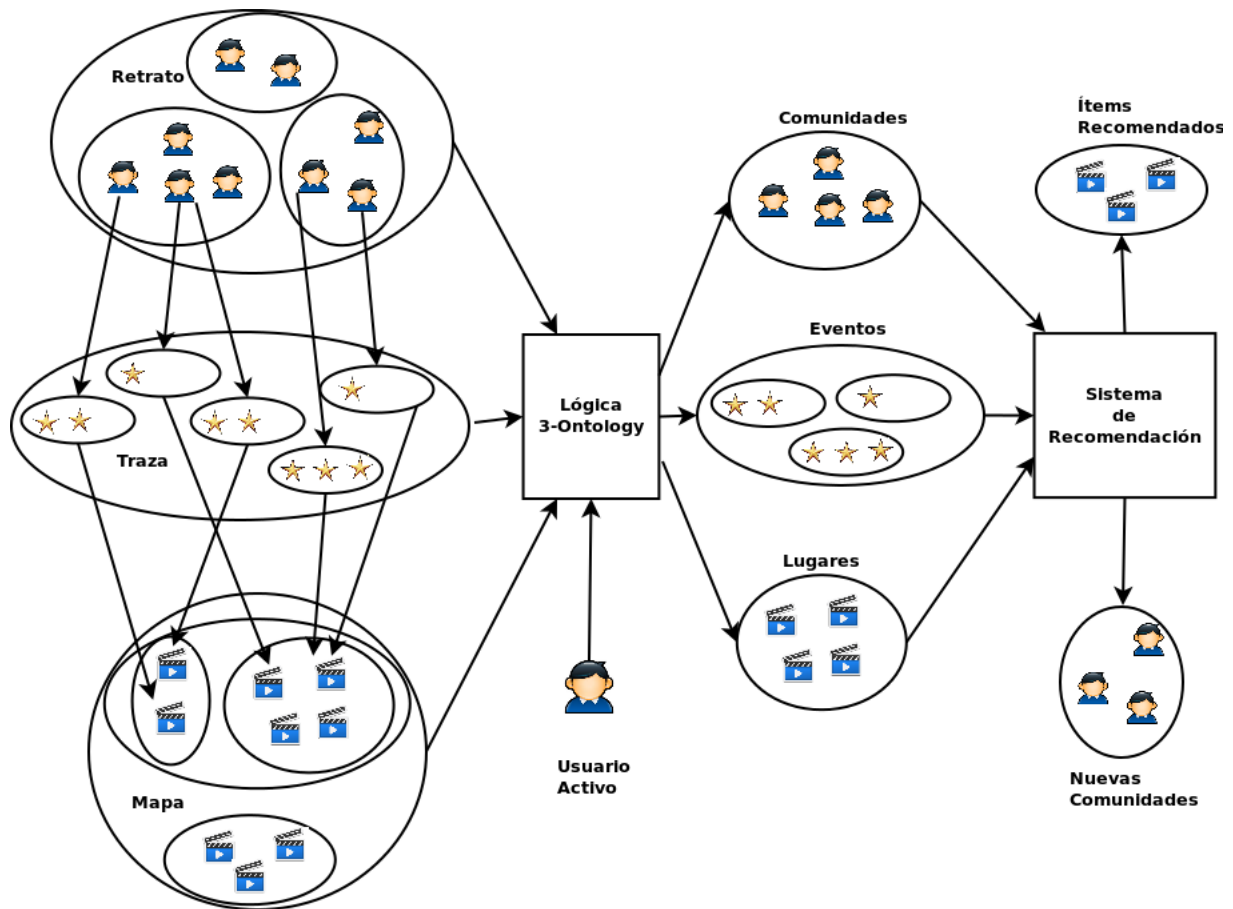 Retrato
Traza
Mapa
Lógica
3-Ontology
Usuario
Activo
Comunidades
Eventos
Lugares
Ítems
Recomendados
Sistema
de
Recomendación
Nuevas
Comunidades